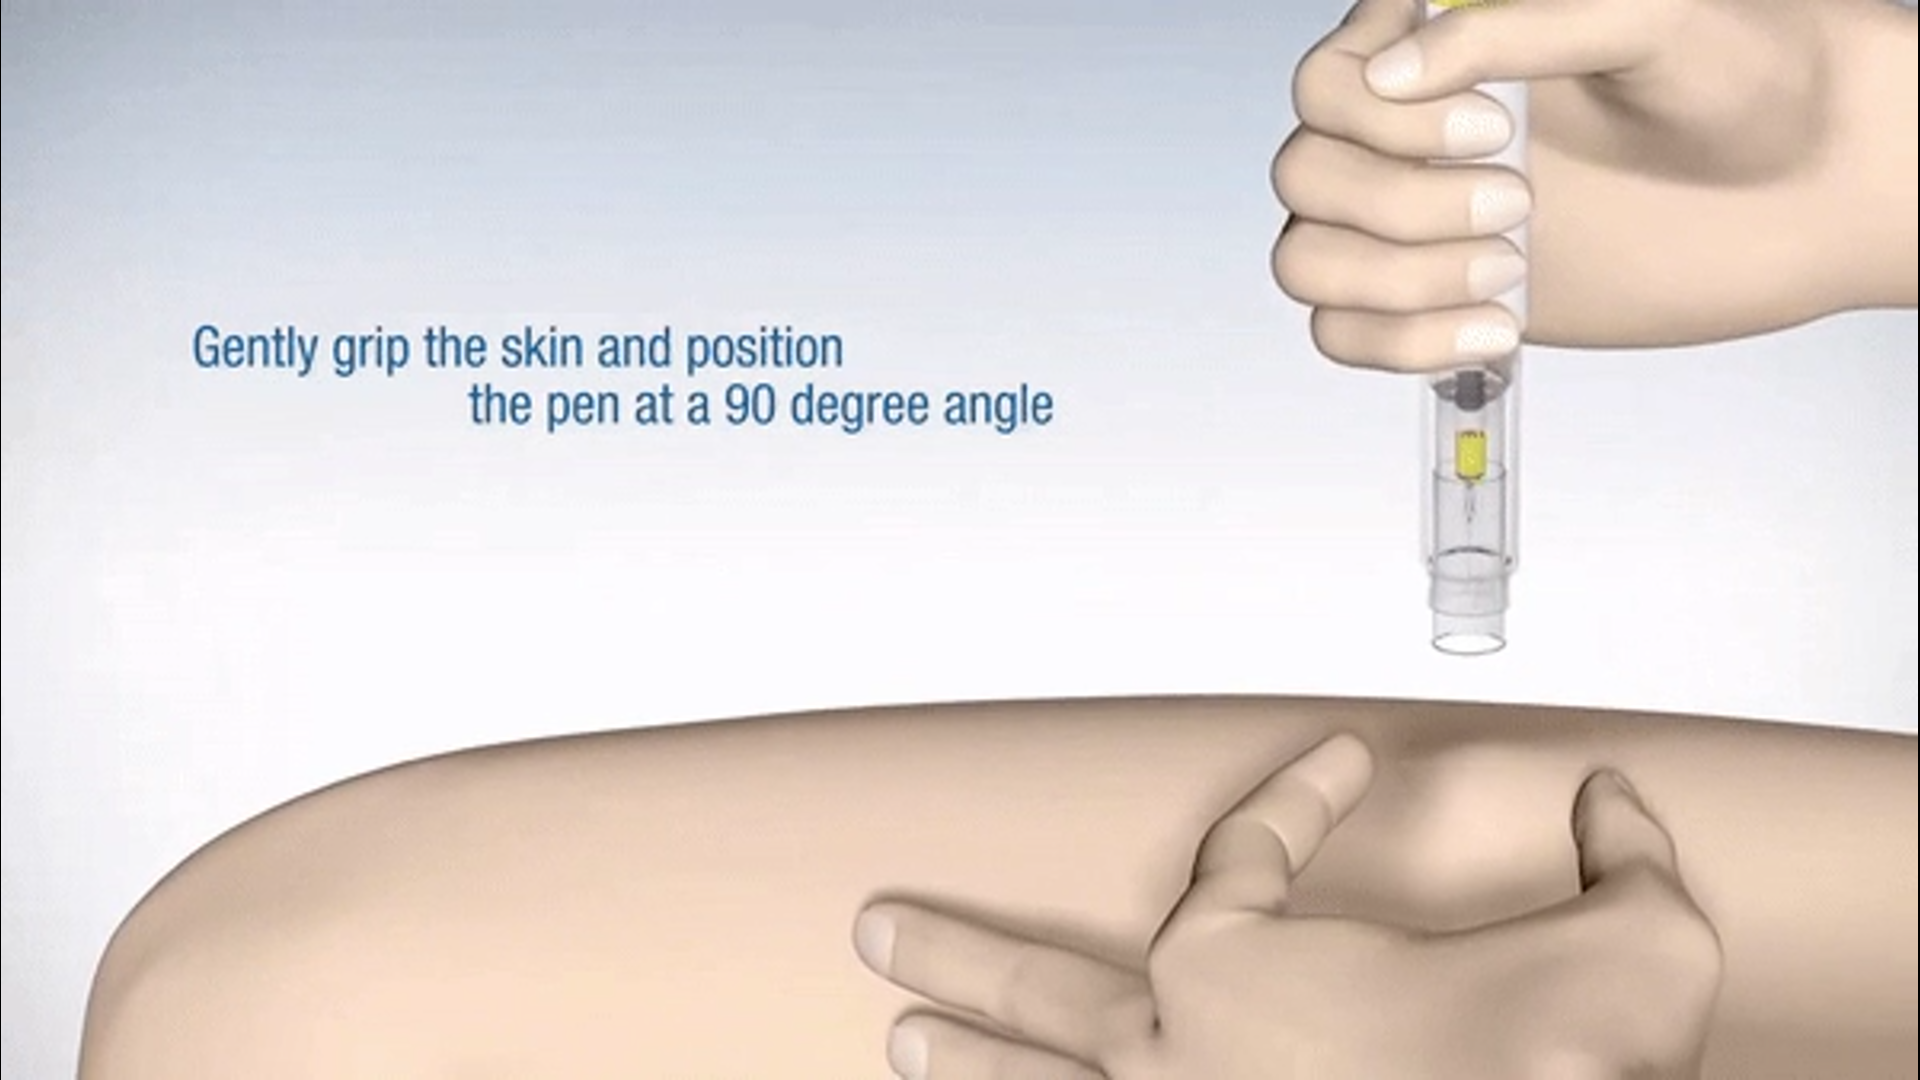 Gently grip the skin and position
the pen at a 90 degree angle